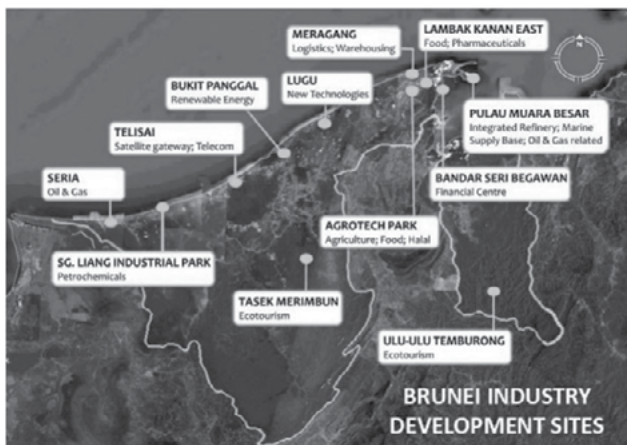 LAMBAK KANAN EAST
Food; Pharmaceuticals
MERAGANG
Logistics; Warehousing
N
LUGU
New Technologies
BUKIT PANGGAL
Renewable Energy
PULAU MUARA BESAR
Integrated Refinery; Marine
Supply Base; Oil & Gas related
TELISAI
Satellite gateway; Telecom
SERIA
Oil & Gas
BANDAR SERI BEGAWAN
Financial Centre
AGROTECH PARK
Agriculture; Food; Halal
SG. LIANG INDUSTRIAL PARK
Petrochemicals
TASEK MERIMBUN
Ecotourism
ULU-ULU TEMBURONG
Ecotourism
BRUNEI INDUSTRY
DEVELOPMENT SITES